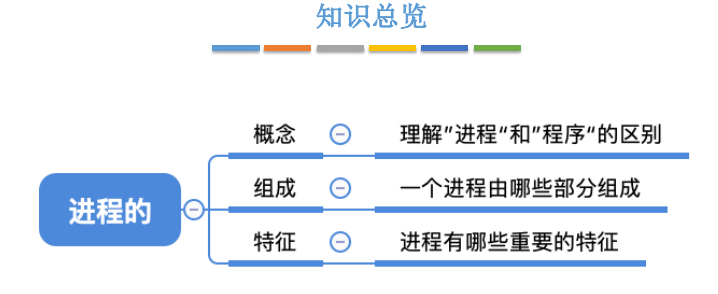 知识总览
进程的
概念
理解”进程“和”程序“的区别
组成
一个进程由哪些部分组成
特征
进程有哪些重要的特征